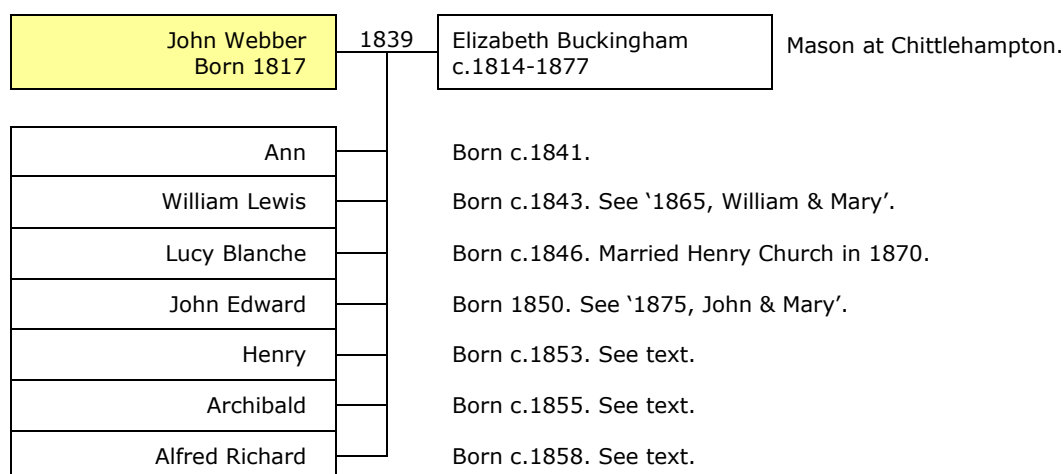 John Webber 1839 Elizabeth Buckingham Mason at Chittlehampton.
Born 1817 c.1814-1877
Ann Born c.1841.
William Lewis Born c.1843. See ‘1865, William & Mary’.
Lucy Blanche Born c.1846. Married Henry Church in 1870.
John Edward Born 1850. See ‘1875, John & Mary’.
Henry Born c.1853. See text.
Archibald Born c.1855. See text.
Alfred Richard Born c.1858. See text.